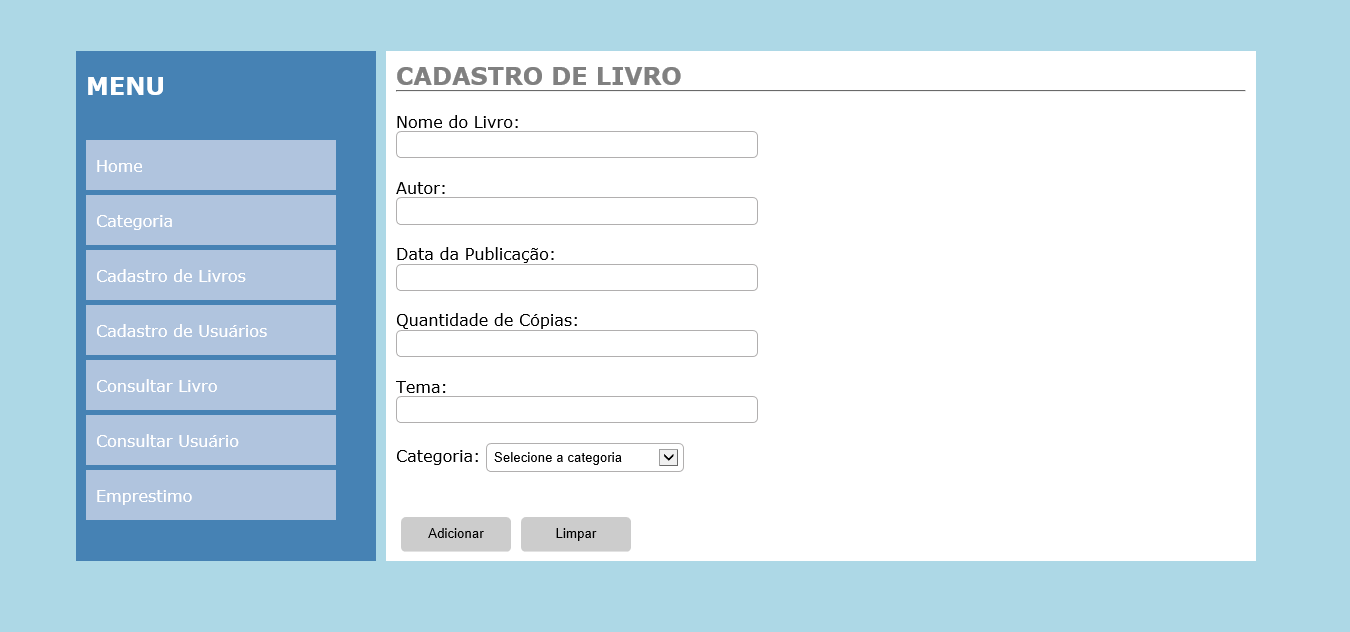 MENU
Home
Categoria
Cadastro de Livros
Cadastro de Usuários
Consultar Livro
Consultar Usuário
Emprestimo
CADASTRO DE LIVRO
Nome do Livro:
Autor:
Data da Publicação:
Quantidade de Cópias:
Tema:
Categoria: Selecione a categoria
Adicionar Limpar